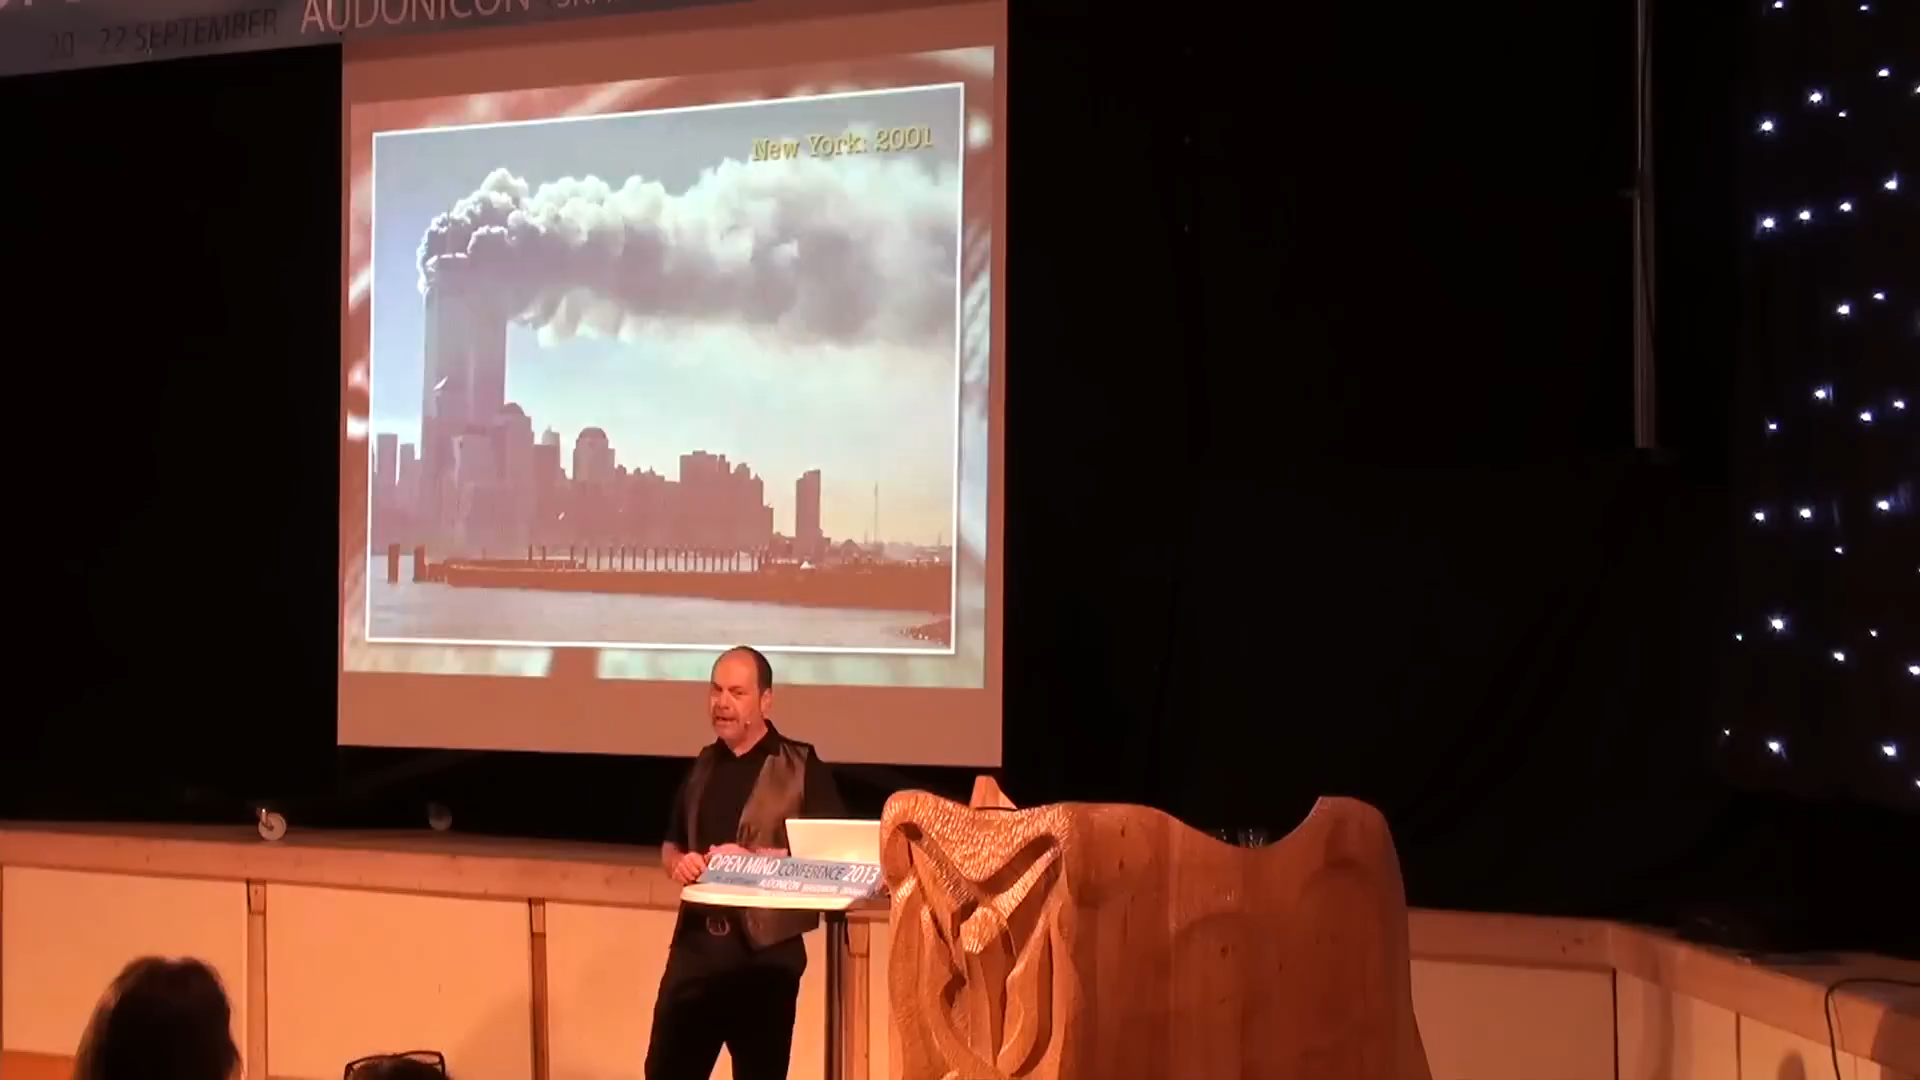 20 - 22 SEPTEMBER AUDONICON
New York: 2001
OPEN MIND CONFERENCE 2013
AUDONICON